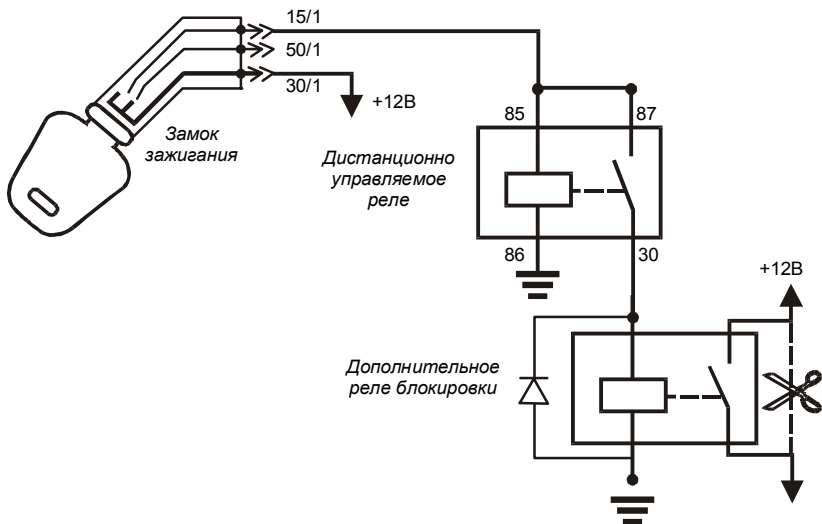 15/1
50/1
30/1
+12В
Замок
зажигания
85
87
Дистанционно
управляемое
реле
86
30
+12В
Дополнительное
реле блокировки